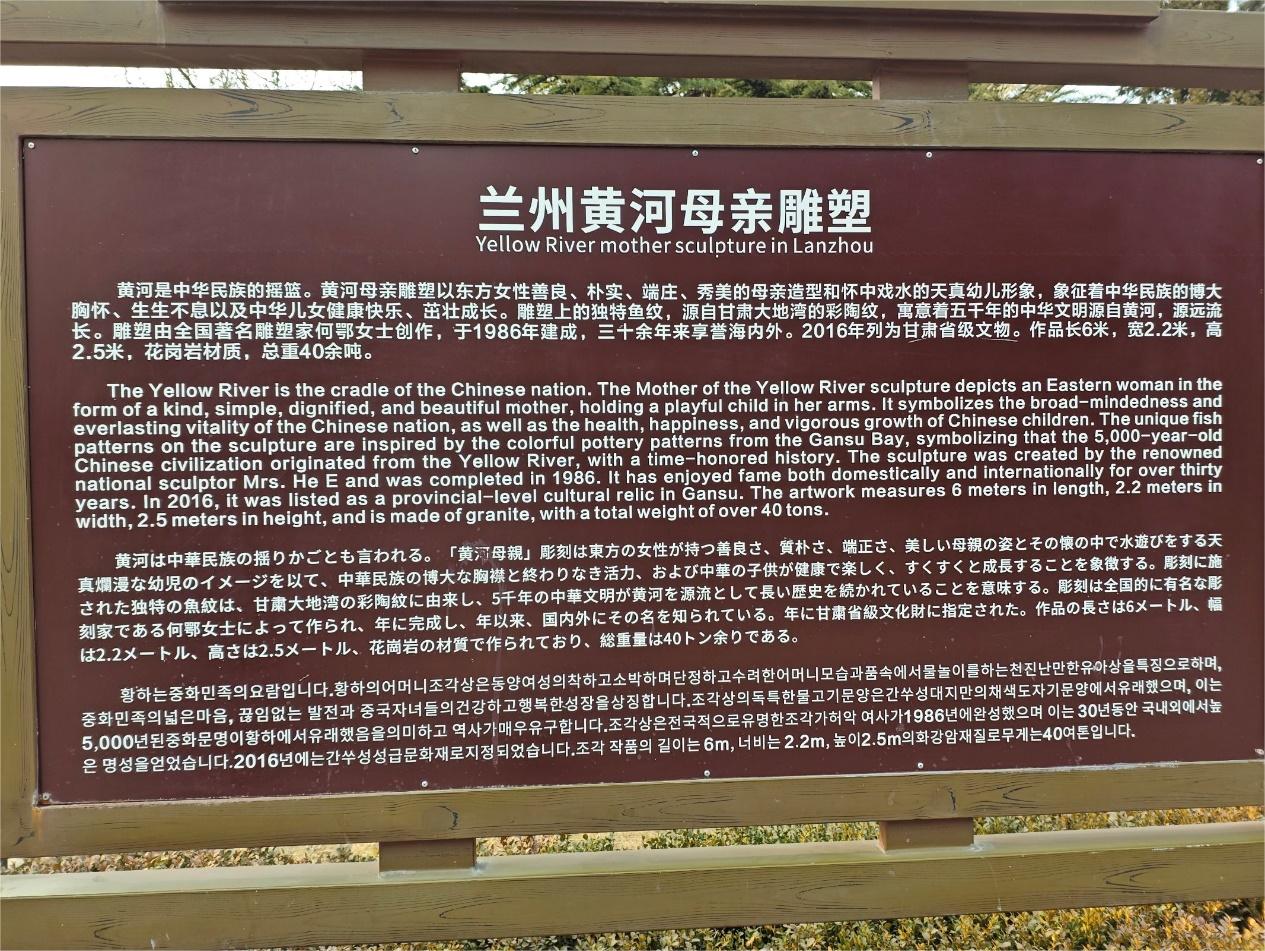 兰州黄河母亲雕塑
Yellow River mother sculpture in Lanzhou
黄河是中华民族的摇篮。黄河母亲雕塑以东方女性善良、朴实、端庄、秀美的母亲造型和怀中戏水的天真幼儿形象，象征着中华民族的博大
胸怀、生生不息以及中华儿女健康快乐、茁壮成长。雕塑上的独特鱼纹，源自甘肃大地湾的彩陶纹，寓意着五千年的中华文明源自黄河，源远流
长。雕塑由全国著名雕塑家何鄂女士创作，于1986年建成，三十余年来享誉海内外。2016年列为甘肃省级文物。作品长6米，宽2.2米，高
2.5米，花岗岩材质，总重40余吨。
The Yellow River is the cradle of the Chinese nation. The Mother of the Yellow River sculpture depicts an Eastern woman in the
form of a kind, simple, dignified, and beautiful mother, holding a playful child in her arms. It symbolizes the broad-mindedness and
everlasting vitality of the Chinese nation, as well as the health, happiness, and vigorous growth of Chinese children. The unique fish
patterns on the sculpture are inspired by the colorful pottery patterns from the Gansu Bay, symbolizing that the 5,000-year-old
Chinese civilization originated from the Yellow River, with a time-honored history. The sculpture was created by the renowned
national sculptor Mrs. He E and was completed in 1986. It has enjoyed fame both domestically and internationally for over thirty
years. In 2016, it was listed as a provincial-level cultural relic in Gansu. The artwork measures 6 meters in length, 2.2 meters in
width, 2.5 meters in height, and is made of granite, with a total weight of over 40 tons.
黄河は中華民族の揺りかごとも言われる。「黄河母親」彫刻は東方の女性が持つ善良さ、質朴さ、端正さ、美しい母親の姿とその懐の中で水遊びをする天
真爛漫な幼児のイメージを以て、中華民族の博大な胸襟と終わりなき活力、および中華の子供が健康で楽しく、すくすくと成長することを象徴する。彫刻に施
された独特の魚紋は、甘粛大地湾の彩陶紋に由来し、5千年の中華文明が黄河を源流として長い歴史を続かれていることを意味する。彫刻は全国的に有名な彫
刻家である何鄂女士によって作られ、年に完成し、年以来、国内外にその名を知られている。年に甘粛省級文化財に指定された。作品の長さは6メートル、幅
は2.2メートル、高さは2.5メートル、花崗岩の材質で作られており、総重量は40トン余りである。
황하는중화민족의요람입니다.황하의어머니조각상은동양여성의착하고소박하며단정하고수려한어머니모습과품속에서물놀이를하는천진난만한유아상을특징으로하며,
중화민족의넓은마음, 끊임없는 발전과 중국자녀들의건강하고행복한성장을상징합니다.조각상의독특한물고기문양은간쑤성대지만의채색도자기문양에서유래했으며, 이는
5,000년된중화문명이황하에서유래했음을의미하고 역사가매우유구합니다.조각상은전국적으로유명한조각가허악 여사가1986년에완성했으며 이는 30년동안 국내외에서높
은 명성을얻었습니다.2016년에는간쑤성성급문화재로지정되었습니다.조각 작품의 길이는 6m, 너비는 2.2m, 높이2.5m의화강암재질로무게는40여톤입니다.